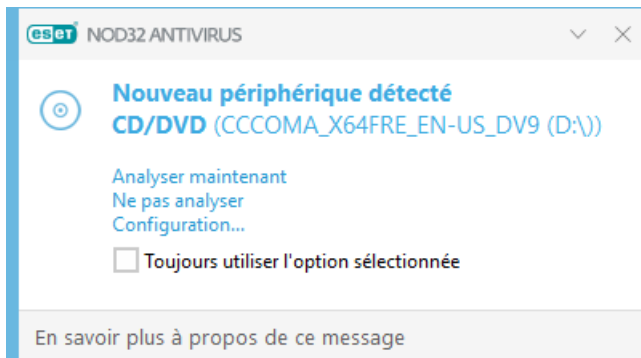 eset NOD32 ANTIVIRUS
Nouveau périphérique détecté
CD/DVD (CCCOMA_X64FRE_EN-US_DV9 (D:\))
Analyser maintenant
Ne pas analyser
Configuration...
Toujours utiliser l'option sélectionnée
En savoir plus à propos de ce message